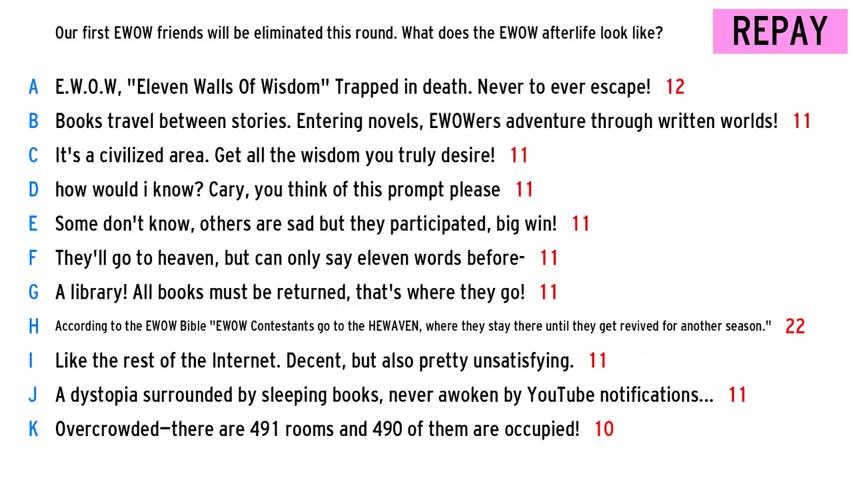 Our first EWOW friends will be eliminated this round. What does the EWOW afterlife look like?
REPAY
A E.W.O.W, "Eleven Walls Of Wisdom" Trapped in death. Never to ever escape! 12
B Books travel between stories. Entering novels, EWOWers adventure through written worlds! 11
C It's a civilized area. Get all the wisdom you truly desire! 11
D how would i know? Cary, you think of this prompt please 11
E Some don't know, others are sad but they participated, big win! 11
F They'll go to heaven, but can only say eleven words before- 11
G A library! All books must be returned, that's where they go! 11
H According to the EWOW Bible "EWOW Contestants go to the HEWAVEN, where they stay there until they get revived for another season." 22
I Like the rest of the Internet. Decent, but also pretty unsatisfying. 11
J A dystopia surrounded by sleeping books, never awoken by YouTube notifications... 11
K Overcrowded—there are 491 rooms and 490 of them are occupied! 10